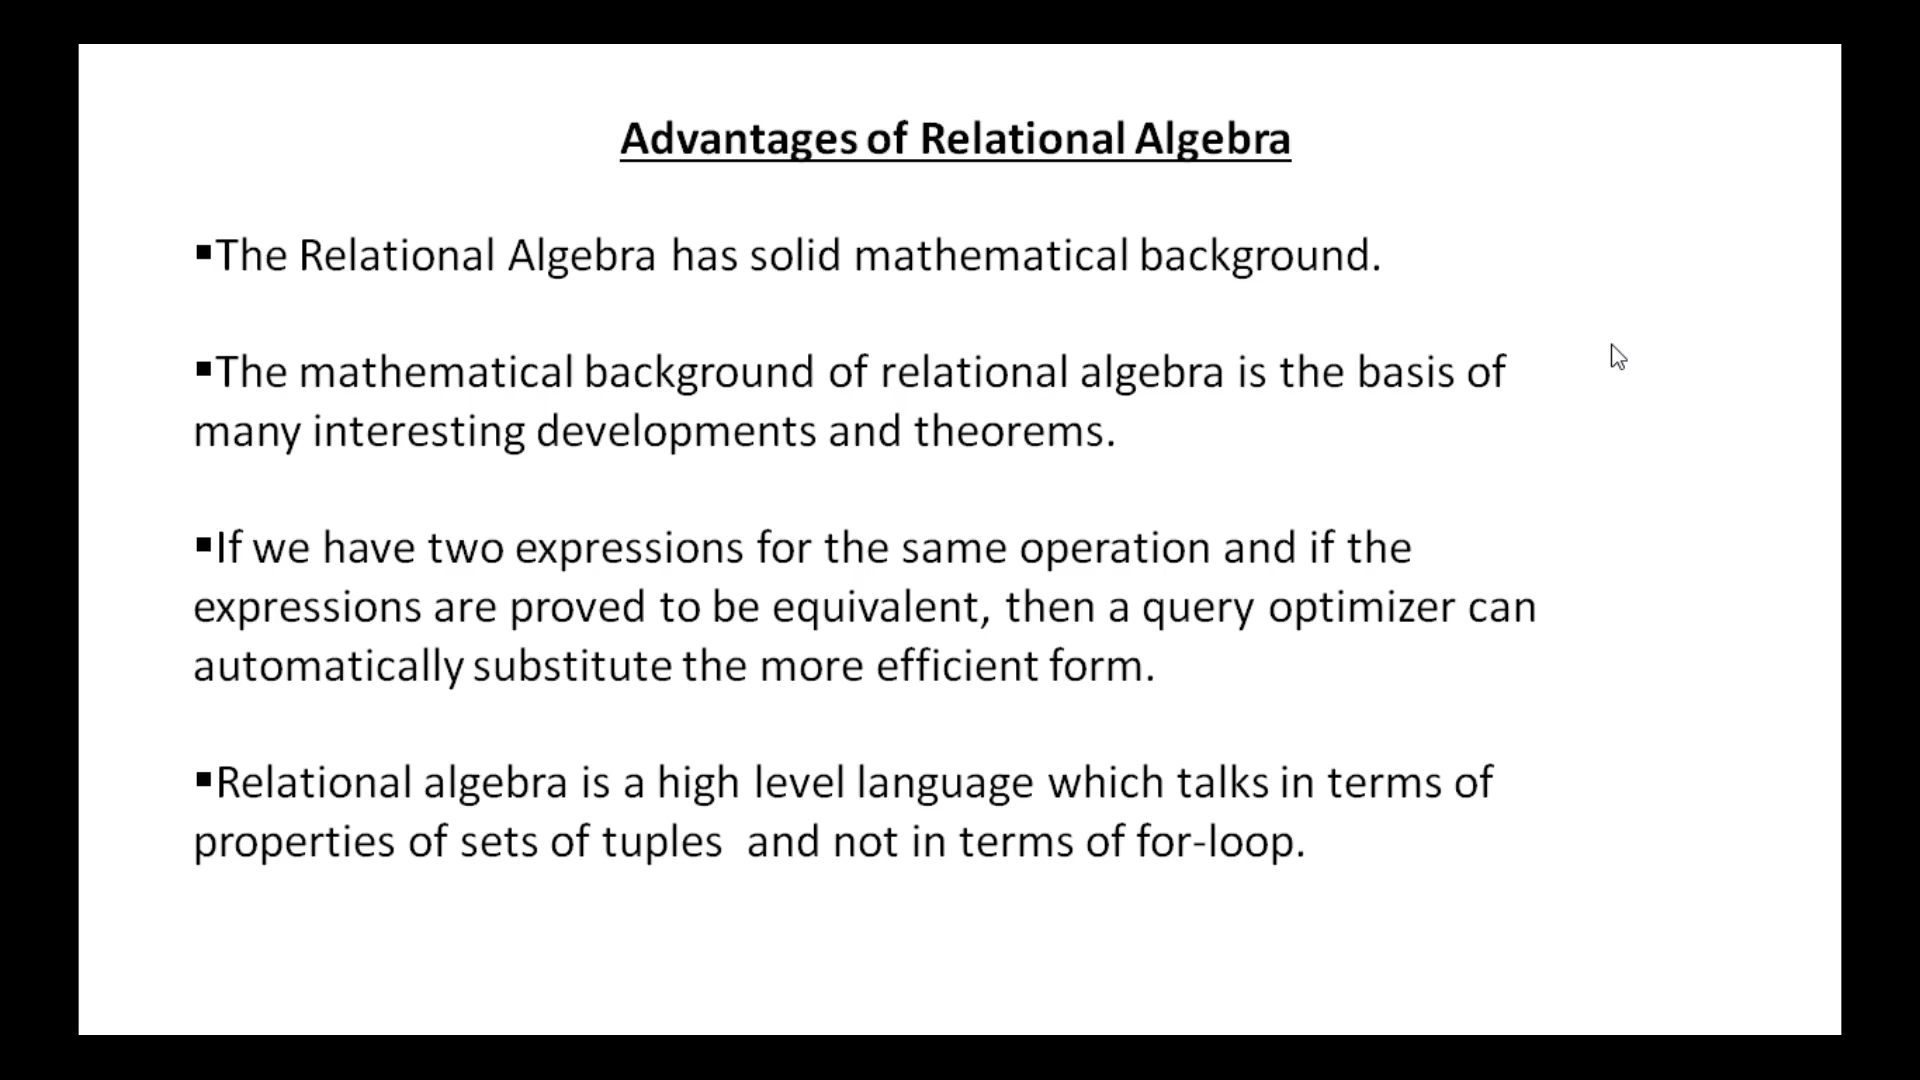 Advantages of Relational Algebra
▪The Relational Algebra has solid mathematical background.
▪The mathematical background of relational algebra is the basis of
many interesting developments and theorems.
▪If we have two expressions for the same operation and if the
expressions are proved to be equivalent, then a query optimizer can
automatically substitute the more efficient form.
▪Relational algebra is a high level language which talks in terms of
properties of sets of tuples  and not in terms of for-loop.